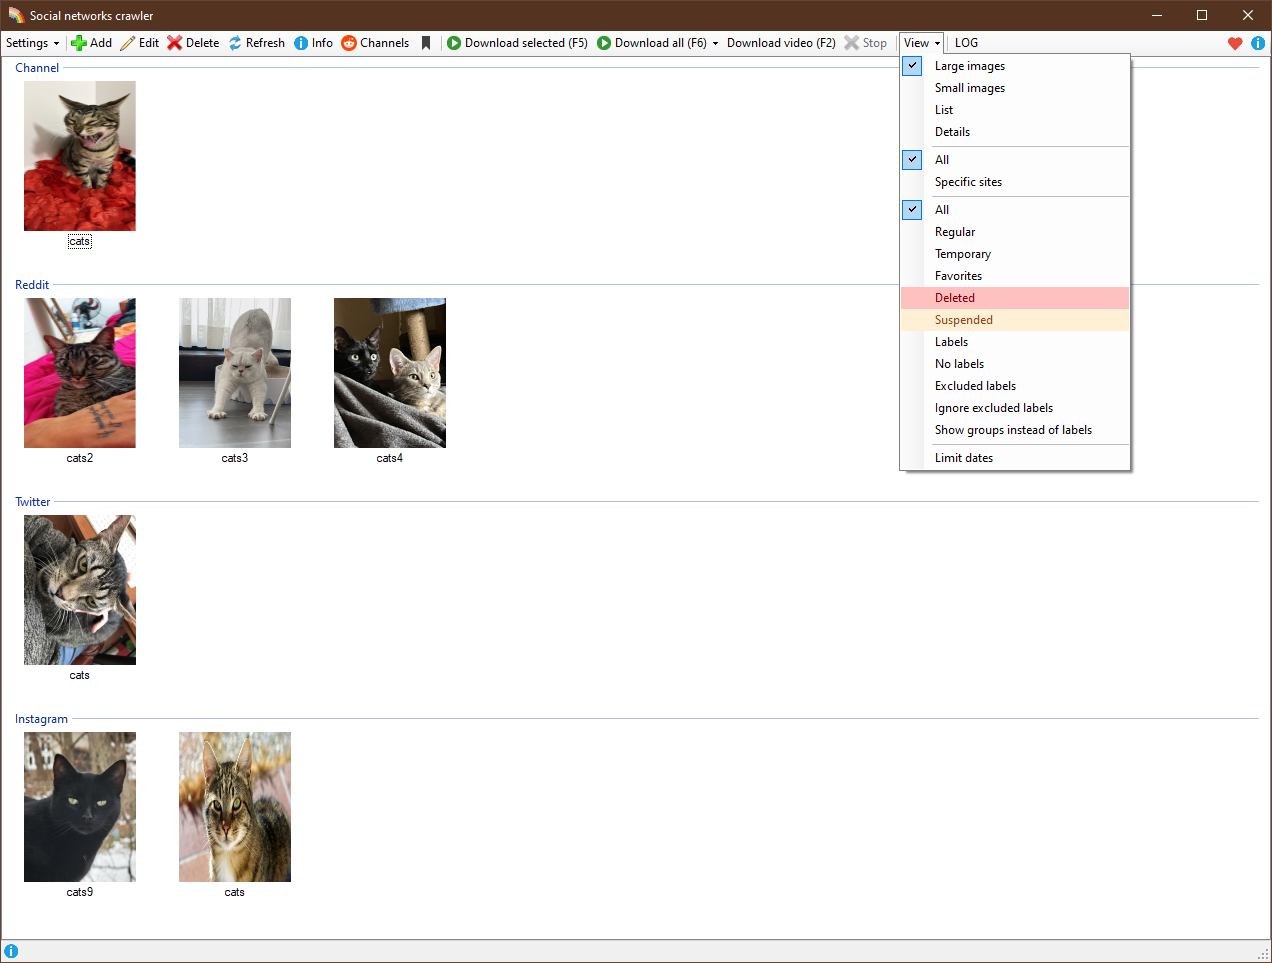 Social networks crawler
Settings Add Edit Delete Refresh Info Channels Download selected (F5) Download all (F6) Download video (F2) Stop View LOG
Channel
cats
Reddit
cats2 cats3 cats4
Twitter
cats
Instagram
cats9 cats
Large images
Small images
List
Details
All
Specific sites
All
Regular
Temporary
Favorites
Deleted
Suspended
Labels
No labels
Excluded labels
Ignore excluded labels
Show groups instead of labels
Limit dates